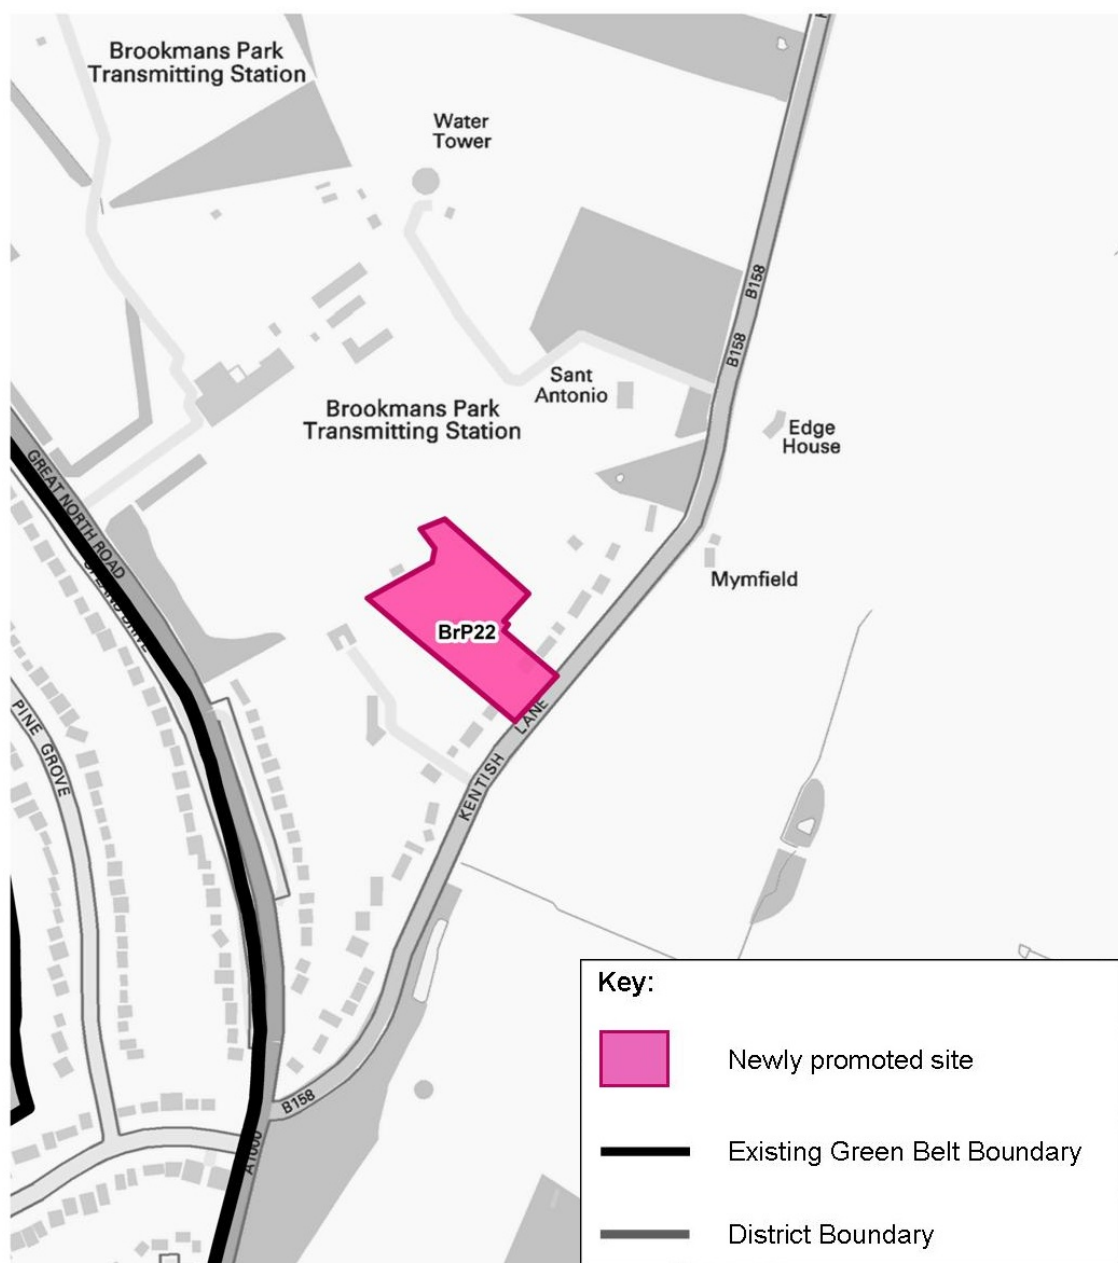 Brookmans Park
Transmitting Station
Water
Tower
B158
B158
Sant
Antonio
Brookmans Park
Transmitting Station
Edge
House
GREAT NORTH ROAD
Mymfield
BrP22
PINE GROVE
KENTISH LANE
B158
A1000
Key:
Newly promoted site
Existing Green Belt Boundary
District Boundary